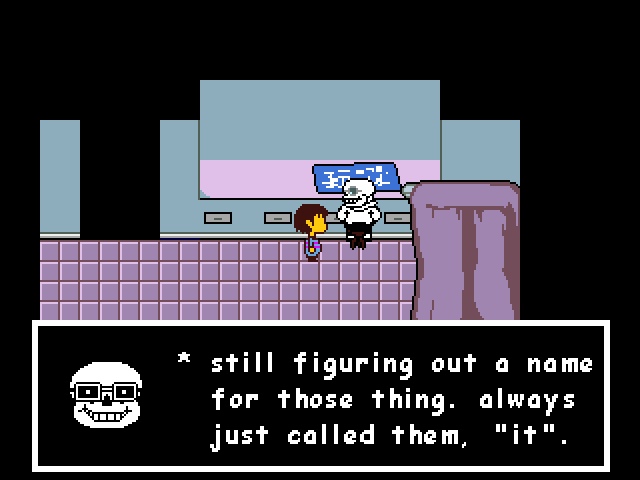 * still figuring out a name
for those thing. always
just called them, "it".